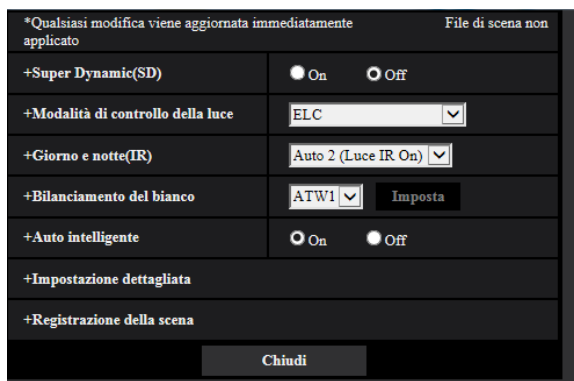 *Qualsiasi modifica viene aggiornata immediatamente applicato
File di scena non
+Super Dynamic(SD) On Off
+Modalità di controllo della luce ELC
+Giorno e notte(IR) Auto 2 (Luce IR On)
+Bilanciamento del bianco ATW1 Imposta
+Auto intelligente On Off
+Impostazione dettagliata
+Registrazione della scena
Chiudi